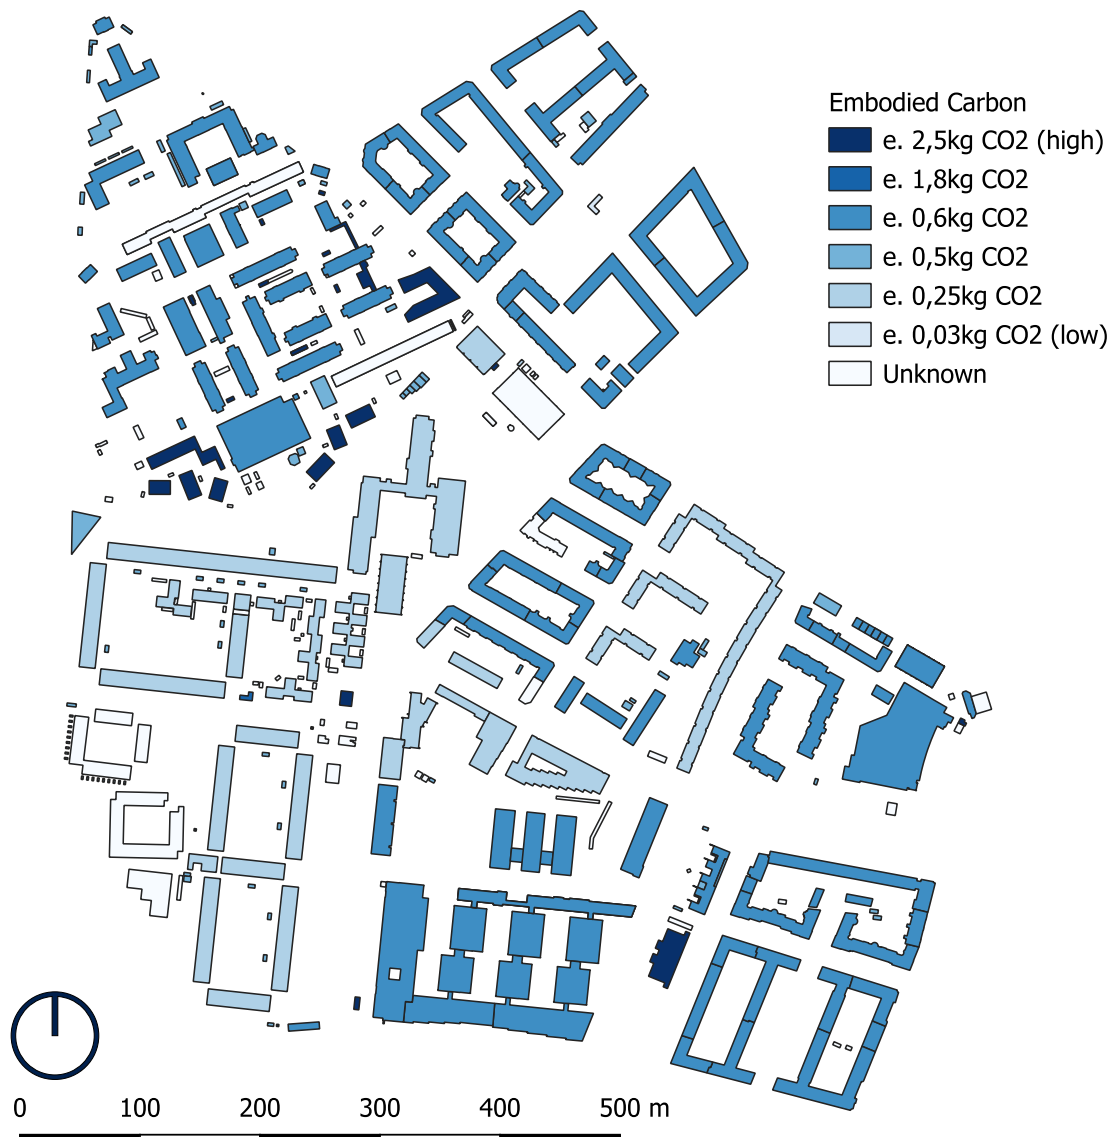 Embodied Carbon
e. 2,5kg CO2 (high)
e. 1,8kg CO2
e. 0,6kg CO2
e. 0,5kg CO2
e. 0,25kg CO2
e. 0,03kg CO2 (low)
Unknown
0 100 200 300 400 500 m